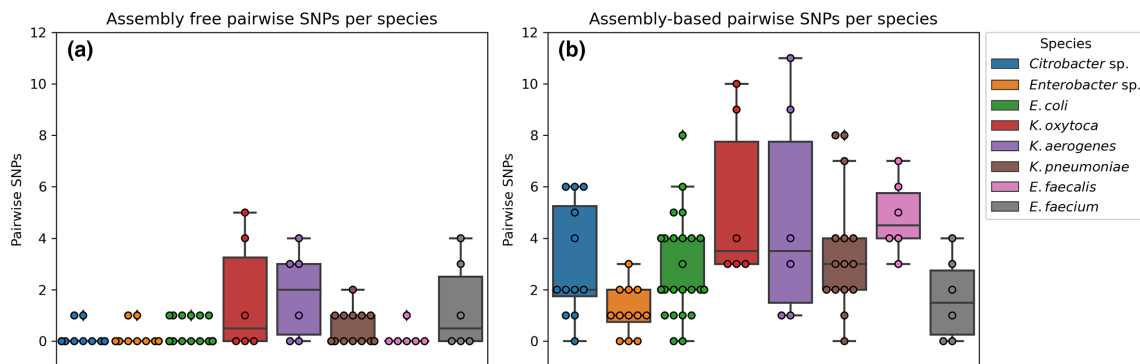 Assembly free pairwise SNPs per species
(a)
Pairwise SNPs
12
10
8
6
4
2
0
Assembly-based pairwise SNPs per species
(b)
Pairwise SNPs
12
10
8
6
4
2
0
Species
Citrobacter sp.
Enterobacter sp.
E. coli
K. oxytoca
K. aerogenes
K. pneumoniae
E. faecalis
E. faecium